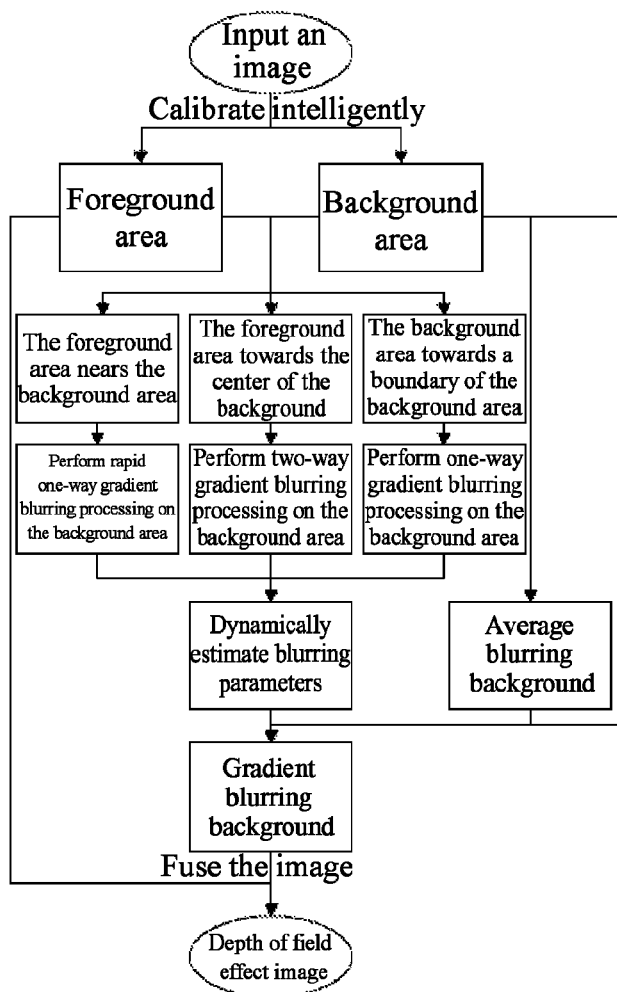 Input an
image
Calibrate intelligently
Foreground
area
Background
area
The foreground
area nears the
background area
The foreground
area towards the
center of the
background
The background
area towards a
boundary of the
background area
Perform rapid
one-way gradient
blurring processing on
the background area
Perform two-way
gradient blurring
processing on the
background area
Perform one-way
gradient blurring
processing on the
background area
Dynamically
estimate blurring
parameters
Average
blurring
background
Gradient
blurring
background
Fuse the image
Depth of field
effect image